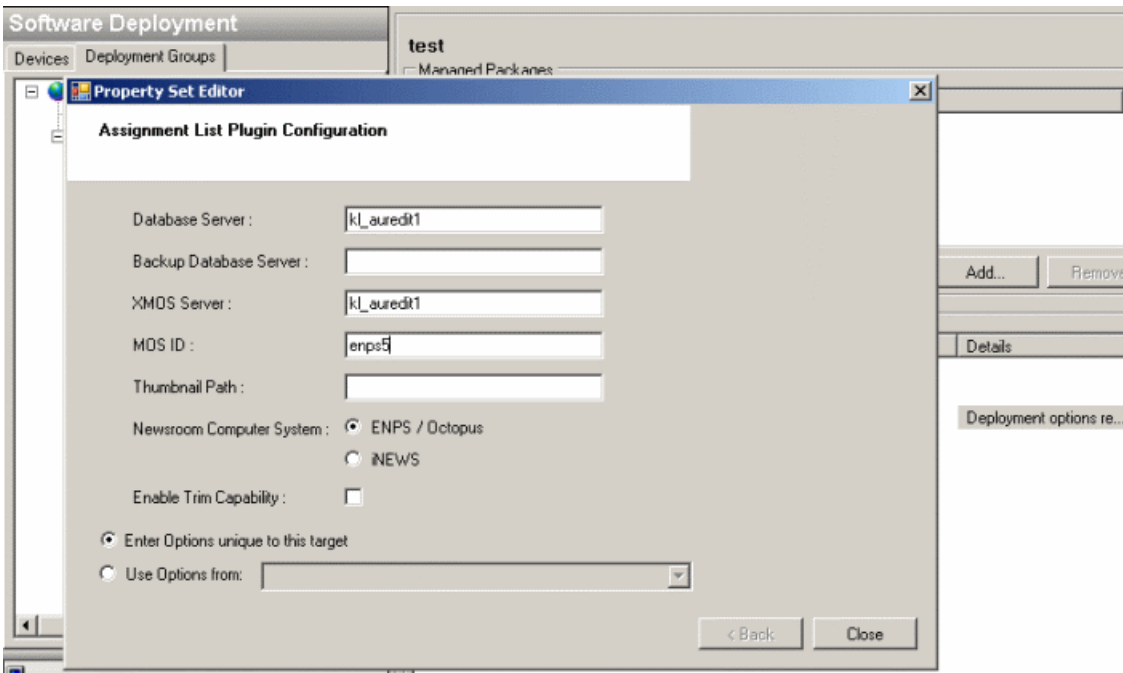 Software Deployment
Devices
Deployment Groups
test
Managed Packages
Property Set Editor
Assignment List Plugin Configuration
Database Server :
kl_auredit1
Backup Database Server :
XMOS Server :
kl_auredit1
MOS ID :
enps5
Thumbnail Path :
Newsroom Computer System :
ENPS / Octopus
iNEWS
Enable Trim Capability :
Enter Options unique to this target
Use Options from:
< Back
Close
Add...
Remove
Details
Deployment options re...